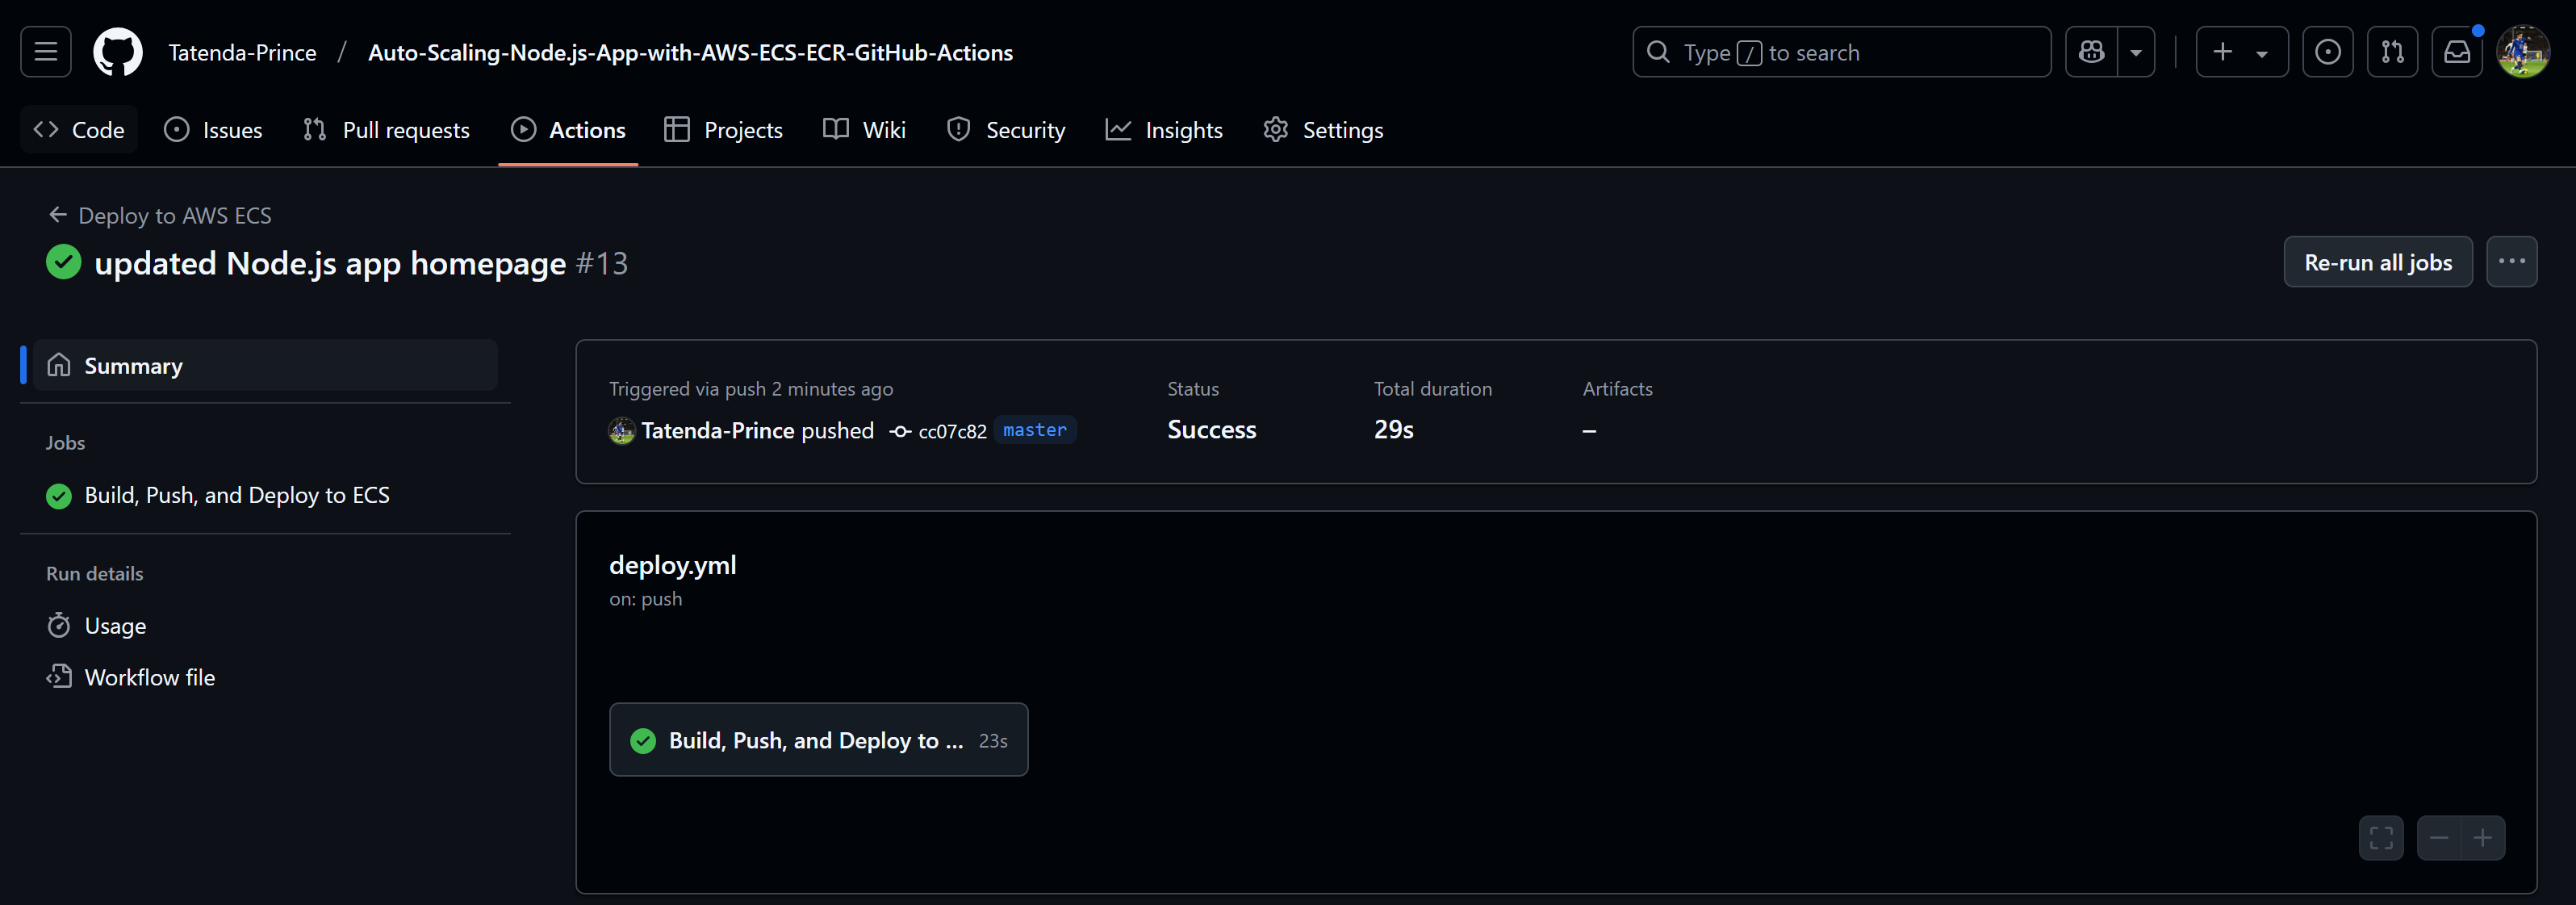 Tatenda-Prince / Auto-Scaling-Node.js-App-with-AWS-ECS-ECR-GitHub-Actions
Type / to search
Code Issues Pull requests Actions Projects Wiki Security Insights Settings
Deploy to AWS ECS
updated Node.js app homepage #13
Re-run all jobs
Summary
Jobs
Build, Push, and Deploy to ECS
Run details
Usage
Workflow file
Triggered via push 2 minutes ago
Tatenda-Prince pushed cc07c82 master
Status
Success
Total duration
29s
Artifacts
–
deploy.yml
on: push
Build, Push, and Deploy to ... 23s